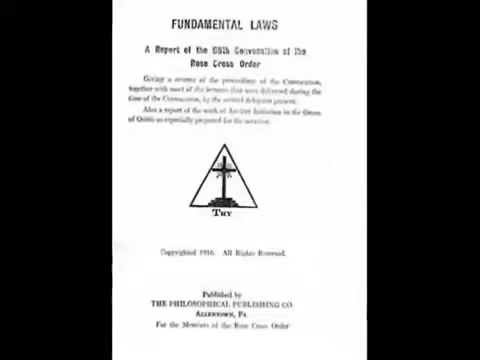 FUNDAMENTAL LAWS
A Report of the 68th Convention of the
Rose Cross Order
Giving a resume of the proceedings of the Convention,
together with most of the lectures that were delivered during the
time of the Convention, by the several delegates present.
Also a report of the work of Ancient Initiation in the Grove
of Osiris as especially prepared for the occasion.
TRY
Copyrighted 1916. All Rights Reserved.
Published by
THE PHILOSOPHICAL PUBLISHING CO.
ALLENTOWN, PA
For the Members of the Rose Cross Order